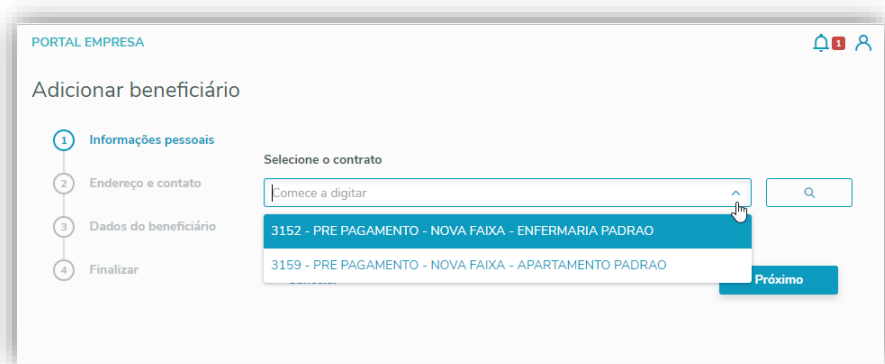 PORTAL EMPRESA
1
Adicionar beneficiário
1 Informações pessoais
Selecione o contrato
2 Endereço e contato
Comece a digitar
3 Dados do beneficiário
3152 - PRE PAGAMENTO - NOVA FAIXA - ENFERMARIA PADRAO
3159 - PRE PAGAMENTO - NOVA FAIXA - APARTAMENTO PADRAO
4 Finalizar
Próximo